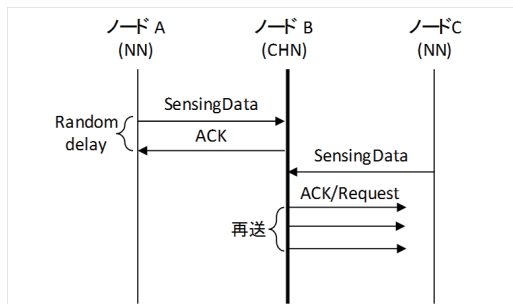 ノード A
(NN)
ノード B
(CHN)
ノードC
(NN)
SensingData
Random
delay
ACK
SensingData
ACK/Request
再送